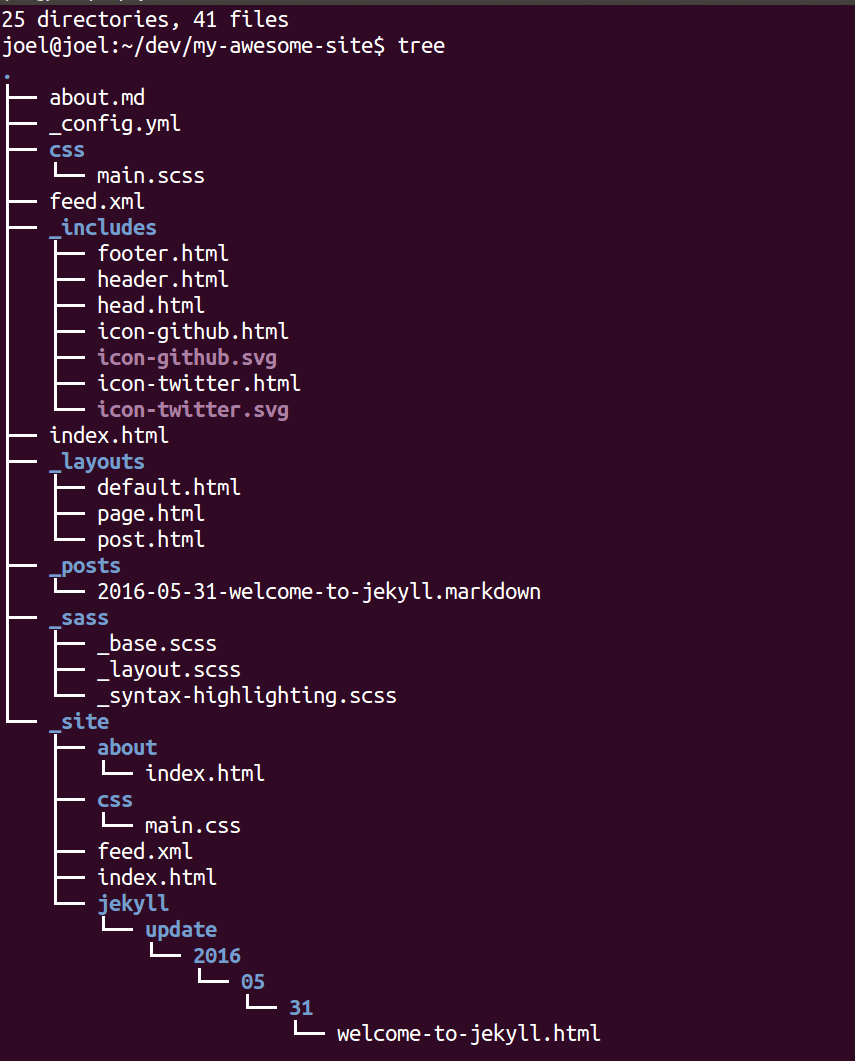 25 directories, 41 files
joel@joel:~/dev/my-awesome-site$ tree
.
├── about.md
├── _config.yml
├── css
│   └── main.scss
├── feed.xml
├── _includes
│   ├── footer.html
│   ├── header.html
│   ├── head.html
│   ├── icon-github.html
│   ├── icon-github.svg
│   ├── icon-twitter.html
│   └── icon-twitter.svg
├── index.html
├── _layouts
│   ├── default.html
│   ├── page.html
│   └── post.html
├── _posts
│   └── 2016-05-31-welcome-to-jekyll.markdown
├── _sass
│   ├── _base.scss
│   ├── _layout.scss
│   └── _syntax-highlighting.scss
└── _site
    ├── about
    │   └── index.html
    ├── css
    │   └── main.css
    ├── feed.xml
    ├── index.html
    └── jekyll
        └── update
            └── 2016
                └── 05
                    └── 31
                        └── welcome-to-jekyll.html